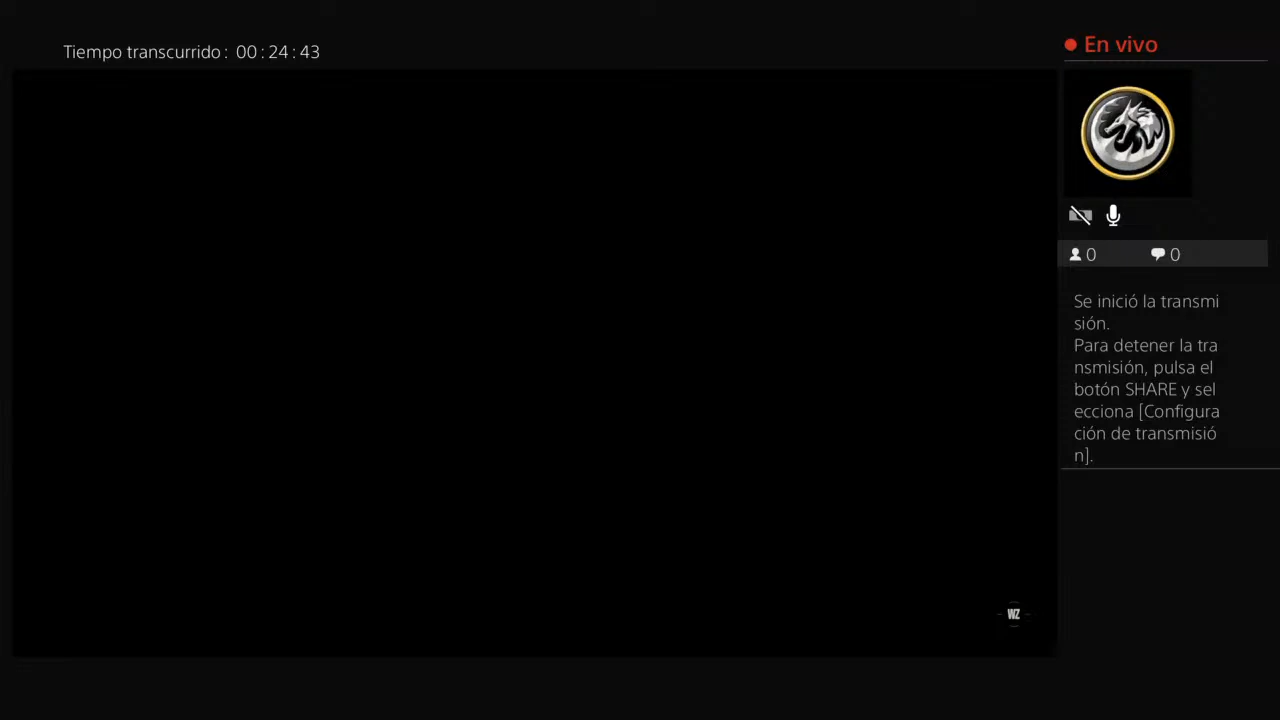 Tiempo transcurrido: 00:24:43
En vivo
0 0
Se inició la transmi
sión.
Para detener la tra
nsmisión, pulsa el
botón SHARE y sel
ecciona [Configura
ción de transmisió
n].
WZ